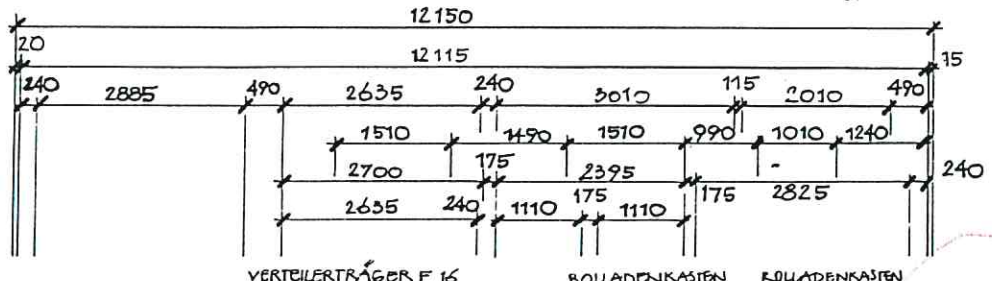 12150
20 12115 15
240 2885 490 2635 240 3010 115 2010 490
1510 1490 1510 990 1010 1240
2700 175 2395 175 2825 240
2635 240 1110 175 1110
VERTEILERTRÄGER F 16 ROLLADENKASTEN ROLLADENKASTEN